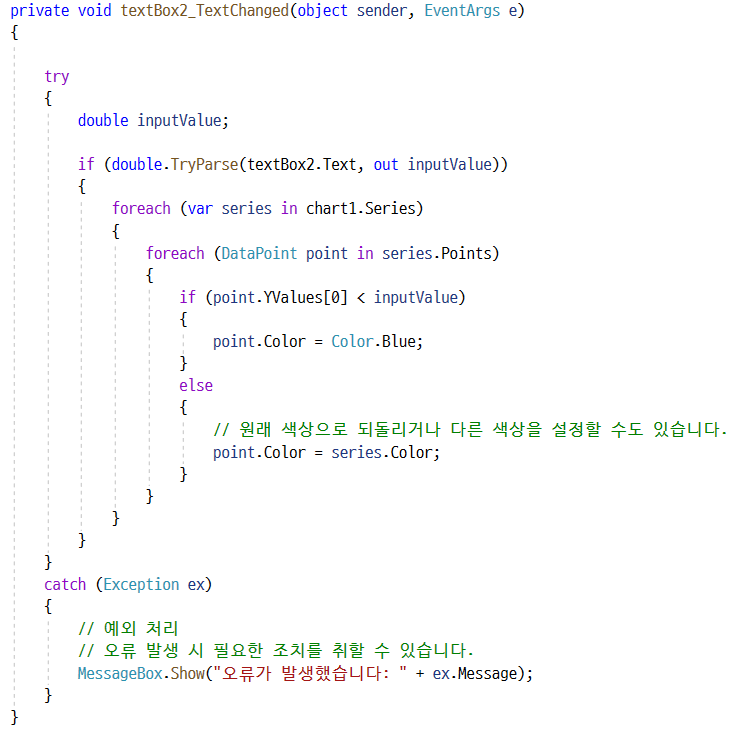 private void textBox2_TextChanged(object sender, EventArgs e)
{
try
{
double inputValue;
if (double.TryParse(textBox2.Text, out inputValue))
{
foreach (var series in chart1.Series)
{
foreach (DataPoint point in series.Points)
{
if (point.YValues[0] < inputValue)
{
point.Color = Color.Blue;
}
else
{
// 원래 색상으로 되돌리거나 다른 색상을 설정할 수도 있습니다.
point.Color = series.Color;
}
}
}
}
}
catch (Exception ex)
{
// 예외 처리
// 오류 발생 시 필요한 조치를 취할 수 있습니다.
MessageBox.Show("오류가 발생했습니다: " + ex.Message);
}
}